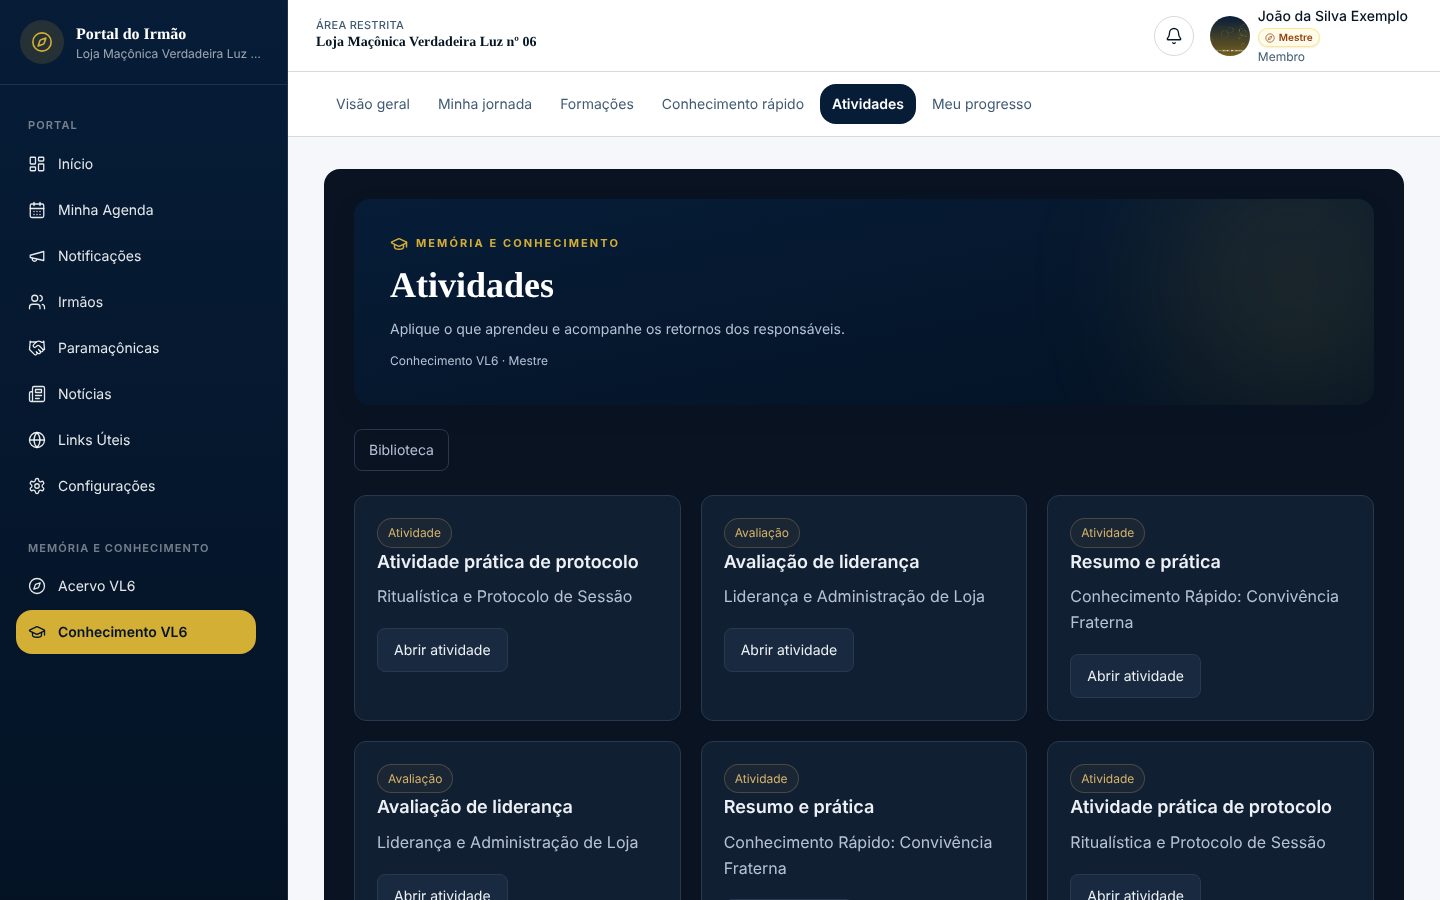 Portal do Irmão
Loja Maçônica Verdadeira Luz ...
PORTAL
Início
Minha Agenda
Notificações
Irmãos
Paramaçônicas
Notícias
Links Úteis
Configurações
MEMÓRIA E CONHECIMENTO
Acervo VL6
Conhecimento VL6
ÁREA RESTRITA
Loja Maçônica Verdadeira Luz nº 06
João da Silva Exemplo
Mestre
Membro
Visão geral
Minha jornada
Formações
Conhecimento rápido
Atividades
Meu progresso
MEMÓRIA E CONHECIMENTO
Atividades
Aplique o que aprendeu e acompanhe os retornos dos responsáveis.
Conhecimento VL6 · Mestre
Biblioteca
Atividade
Atividade prática de protocolo
Ritualística e Protocolo de Sessão
Abrir atividade
Avaliação
Avaliação de liderança
Liderança e Administração de Loja
Abrir atividade
Atividade
Resumo e prática
Conhecimento Rápido: Convivência
Fraterna
Abrir atividade
Avaliação
Avaliação de liderança
Liderança e Administração de Loja
Abrir atividade
Atividade
Resumo e prática
Conhecimento Rápido: Convivência
Fraterna
Atividade
Atividade prática de protocolo
Ritualística e Protocolo de Sessão
Abrir atividade